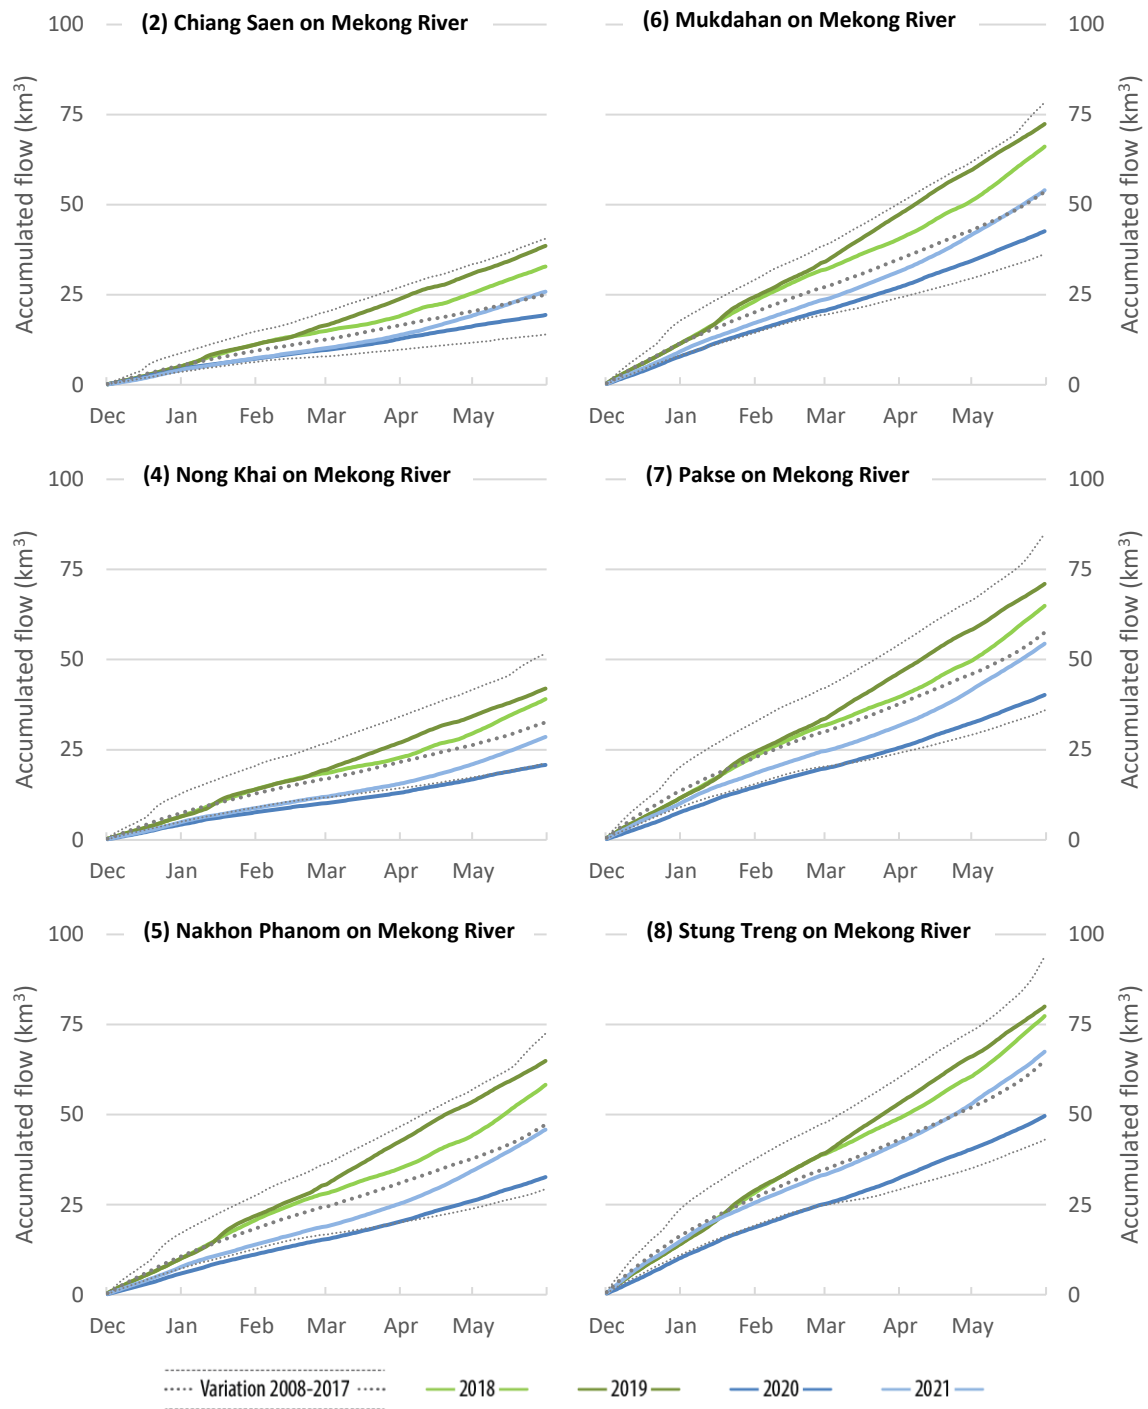 (2) Chiang Saen on Mekong River
Accumulated flow (km³)
100
75
50
25
0
Dec Jan Feb Mar Apr May
(6) Mukdahan on Mekong River
Accumulated flow (km³)
100
75
50
25
0
Dec Jan Feb Mar Apr May
(4) Nong Khai on Mekong River
Accumulated flow (km³)
100
75
50
25
0
Dec Jan Feb Mar Apr May
(7) Pakse on Mekong River
Accumulated flow (km³)
100
75
50
25
0
Dec Jan Feb Mar Apr May
(5) Nakhon Phanom on Mekong River
Accumulated flow (km³)
100
75
50
25
0
Dec Jan Feb Mar Apr May
(8) Stung Treng on Mekong River
Accumulated flow (km³)
100
75
50
25
0
Dec Jan Feb Mar Apr May
Variation 2008-2017 2018 2019 2020 2021